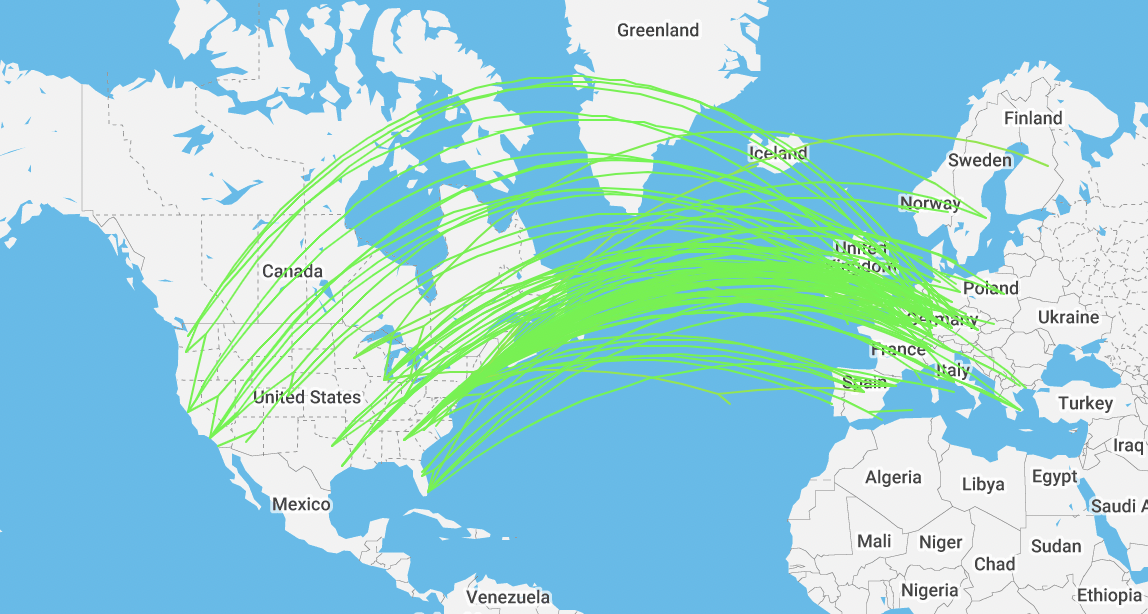 Greenland
Finland
Iceland
Sweden
Norway
United
Kingdom
Canada
Poland
Germany
Ukraine
France
Italy
Spain
United States
Turkey
Iraq
Algeria
Libya
Egypt
Mexico
Saudi A
Mali
Niger
Sudan
Chad
Nigeria
Venezuela
Ethiopia